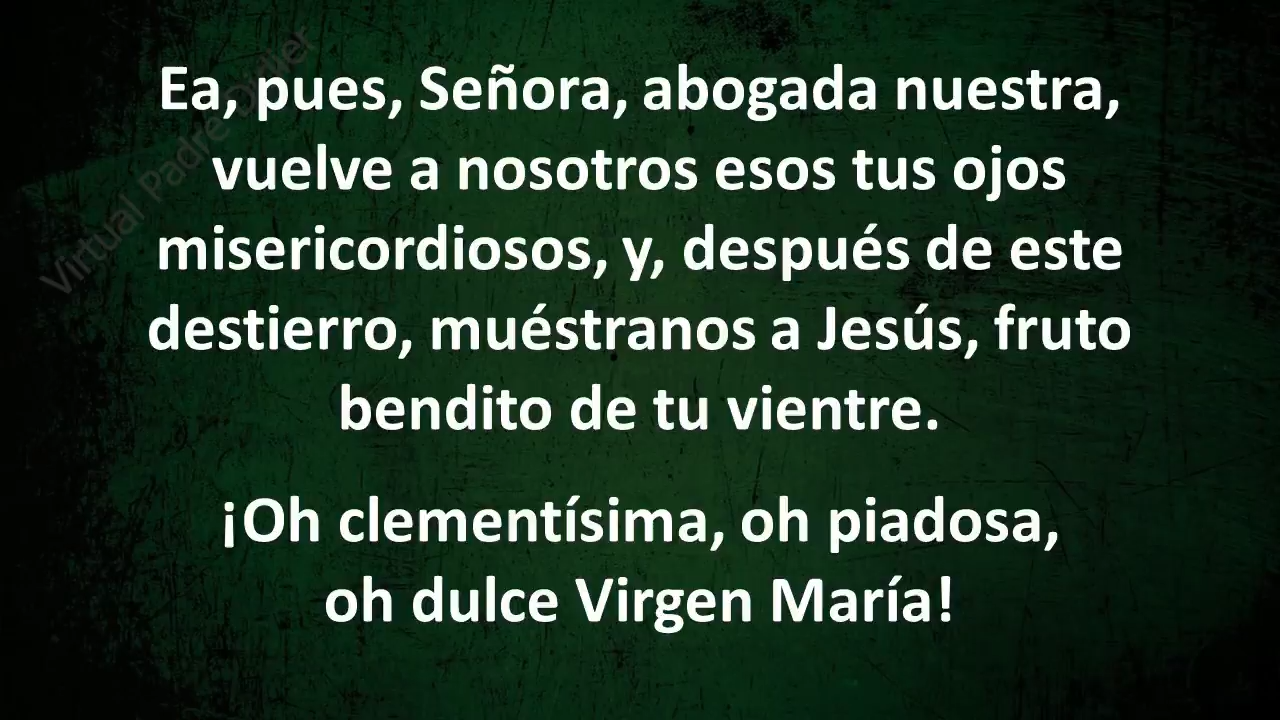 Ea, pues, Señora, abogada nuestra,
vuelve a nosotros esos tus ojos
misericordiosos, y, después de este
destierro, muéstranos a Jesús, fruto
bendito de tu vientre.
¡Oh clementísima, oh piadosa,
oh dulce Virgen María!
Virtual Padre